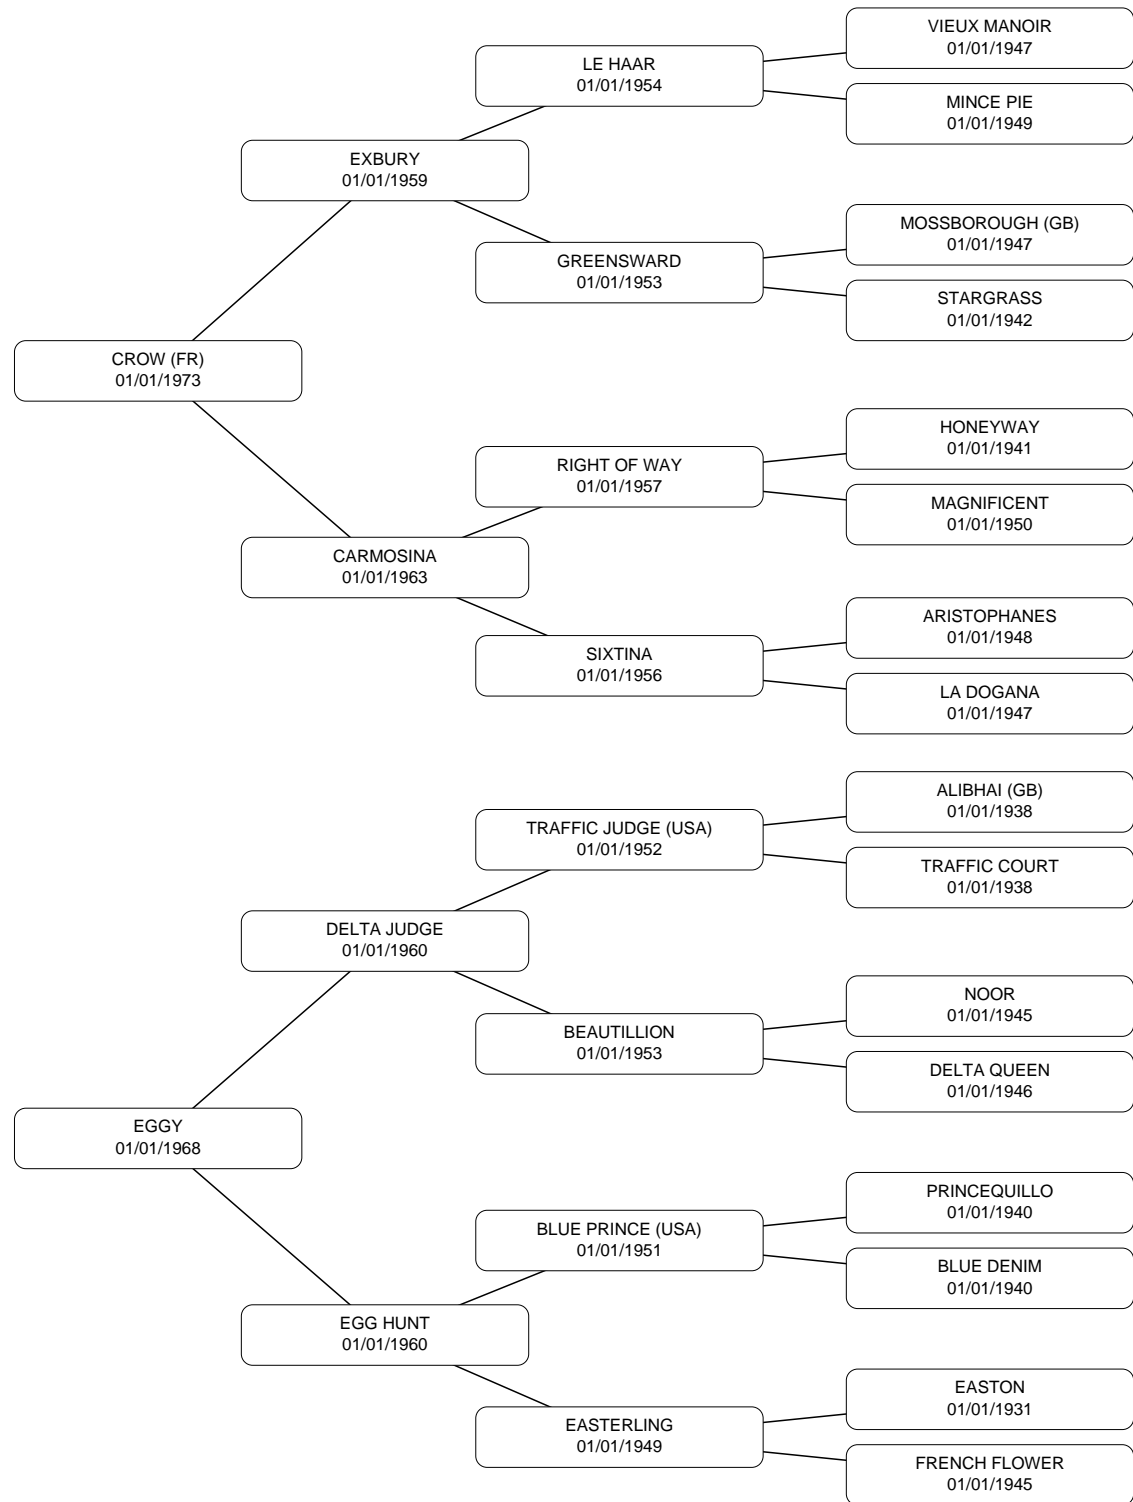 VIEUX MANOIR
01/01/1947
LE HAAR
01/01/1954
MINCE PIE
01/01/1949
EXBURY
01/01/1959
MOSSBOROUGH (GB)
01/01/1947
GREENSWARD
01/01/1953
STARGRASS
01/01/1942
CROW (FR)
01/01/1973
HONEYWAY
01/01/1941
RIGHT OF WAY
01/01/1957
MAGNIFICENT
01/01/1950
CARMOSINA
01/01/1963
ARISTOPHANES
01/01/1948
SIXTINA
01/01/1956
LA DOGANA
01/01/1947
ALIBHAI (GB)
01/01/1938
TRAFFIC JUDGE (USA)
01/01/1952
TRAFFIC COURT
01/01/1938
DELTA JUDGE
01/01/1960
NOOR
01/01/1945
BEAUTILLION
01/01/1953
DELTA QUEEN
01/01/1946
EGGY
01/01/1968
PRINCEQUILLO
01/01/1940
BLUE PRINCE (USA)
01/01/1951
BLUE DENIM
01/01/1940
EGG HUNT
01/01/1960
EASTON
01/01/1931
EASTERLING
01/01/1949
FRENCH FLOWER
01/01/1945